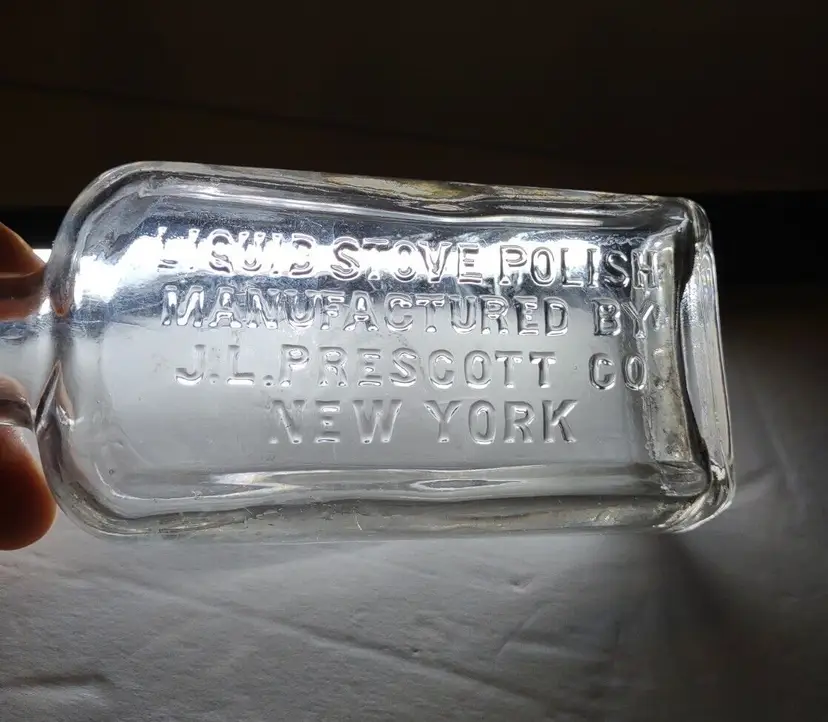 LIQUID STOVE POLISH
MANUFACTURED BY
J.L.PRESCOTT CO.
NEW YORK